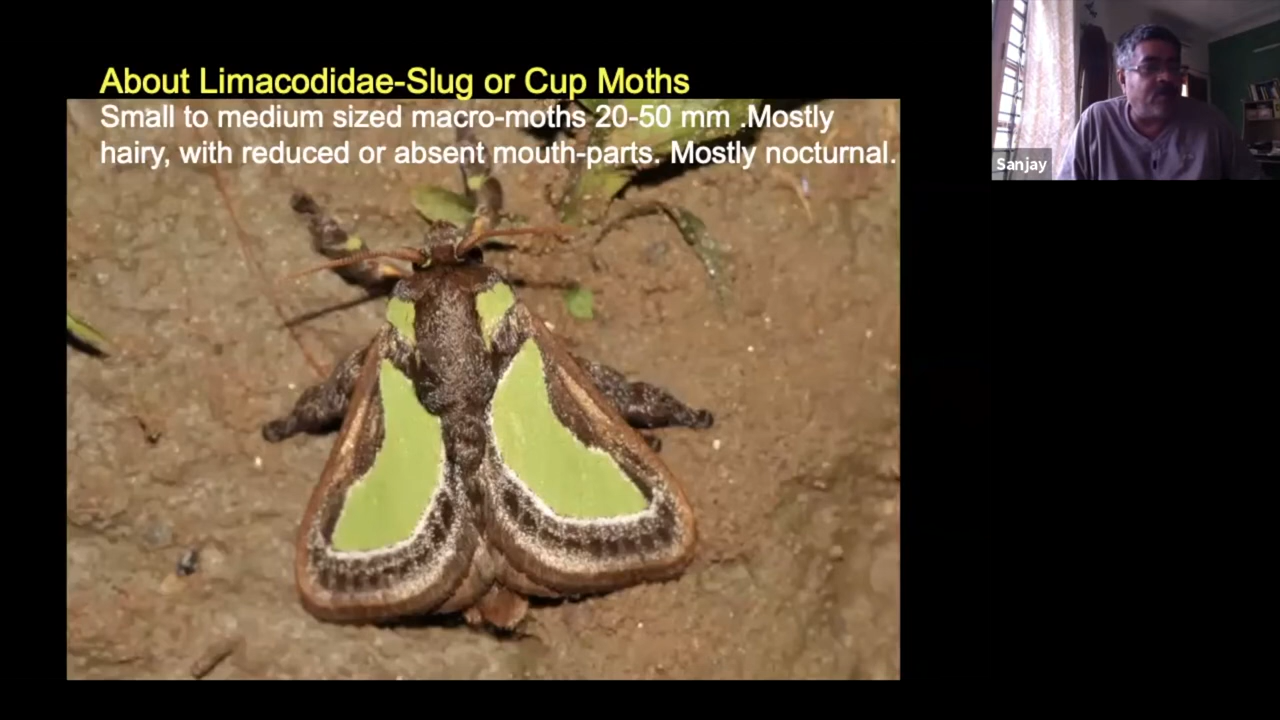 About Limacodidae-Slug or Cup Moths
Small to medium sized macro-moths 20-50 mm .Mostly
hairy, with reduced or absent mouth-parts. Mostly nocturnal.
Sanjay